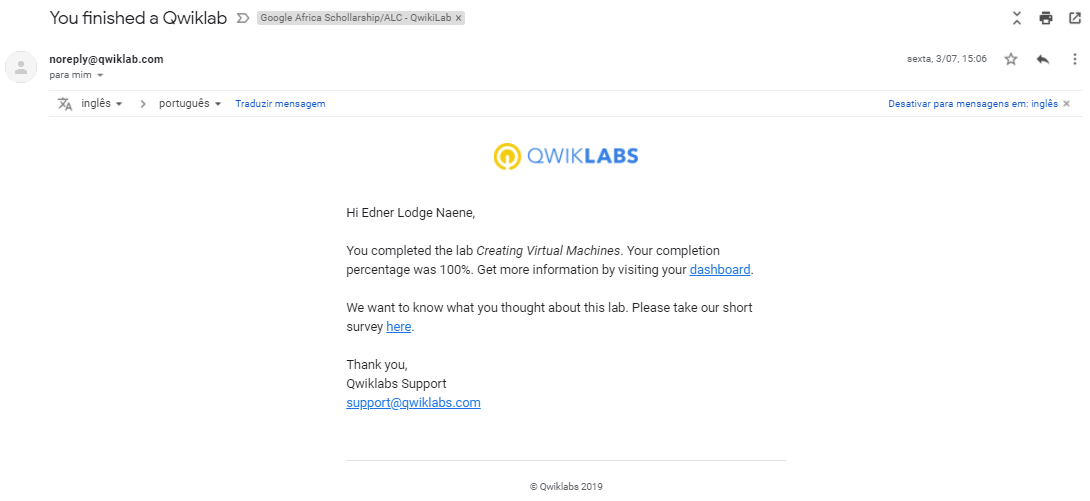 You finished a Qwiklab Google Africa Schollarship/ALC - QwikiLab ×
noreply@qwiklab.com sexta, 3/07, 15:06
para mim
inglês > português Traduzir mensagem Desativar para mensagens em: inglês ×
QWIKLABS
Hi Edner Lodge Naene,
You completed the lab Creating Virtual Machines. Your completion
percentage was 100%. Get more information by visiting your dashboard.
We want to know what you thought about this lab. Please take our short
survey here.
Thank you,
Qwiklabs Support
support@qwiklabs.com
© Qwiklabs 2019